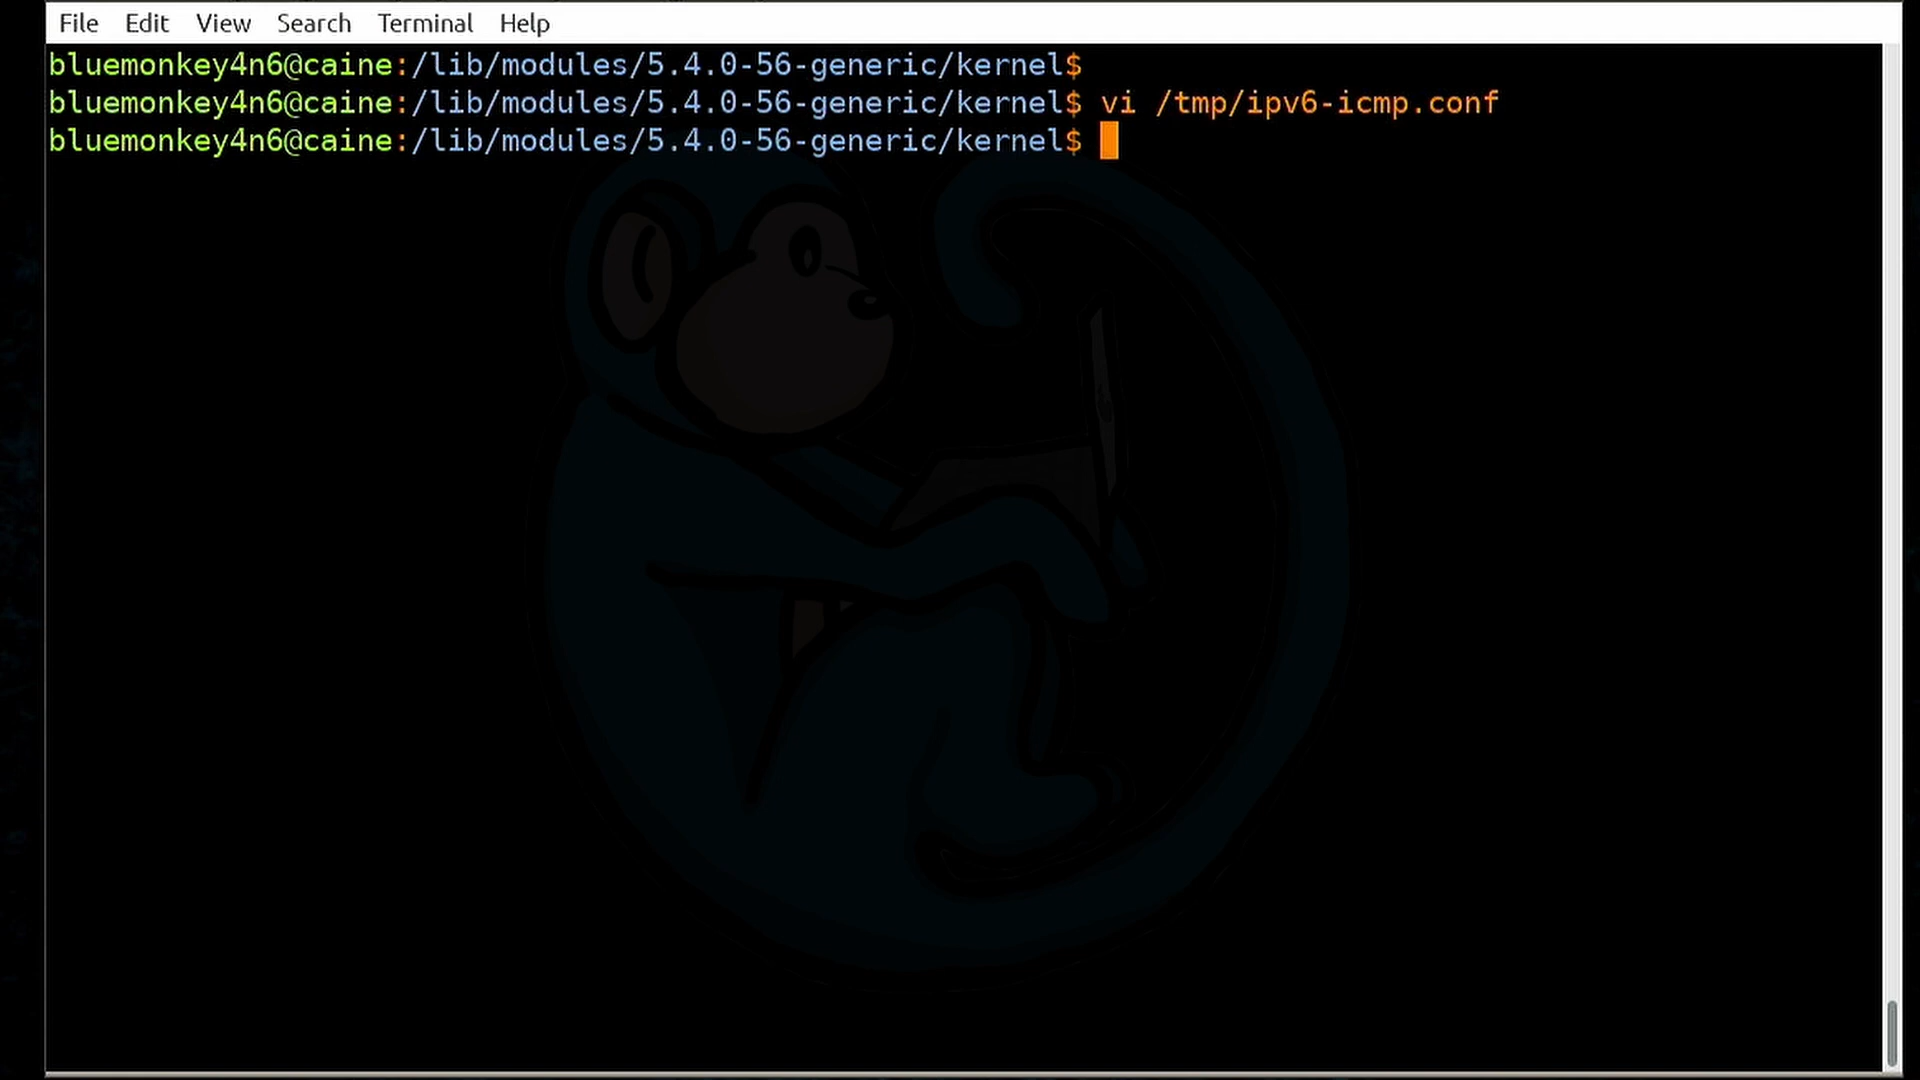 File Edit View Search Terminal Help
bluemonkey4n6@caine:/lib/modules/5.4.0-56-generic/kernel$
bluemonkey4n6@caine:/lib/modules/5.4.0-56-generic/kernel$ vi /tmp/ipv6-icmp.conf
bluemonkey4n6@caine:/lib/modules/5.4.0-56-generic/kernel$